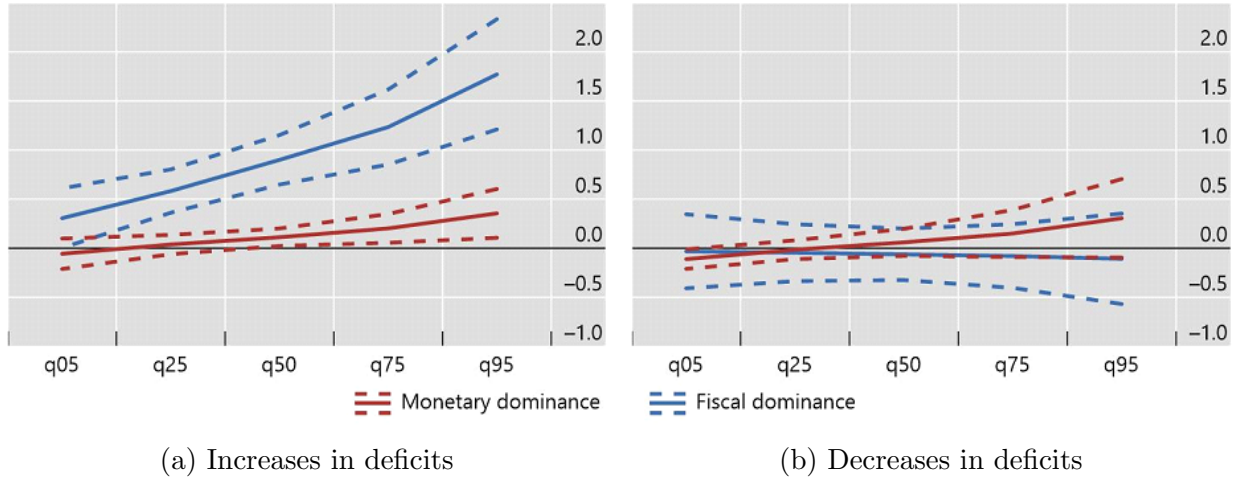 2.0 2.0
1.5 1.5
1.0 1.0
0.5 0.5
0.0 0.0
–0.5 –0.5
–1.0 –1.0
q05 q25 q50 q75 q95 q05 q25 q50 q75 q95
Monetary dominance Fiscal dominance
(a) Increases in deficits (b) Decreases in deficits